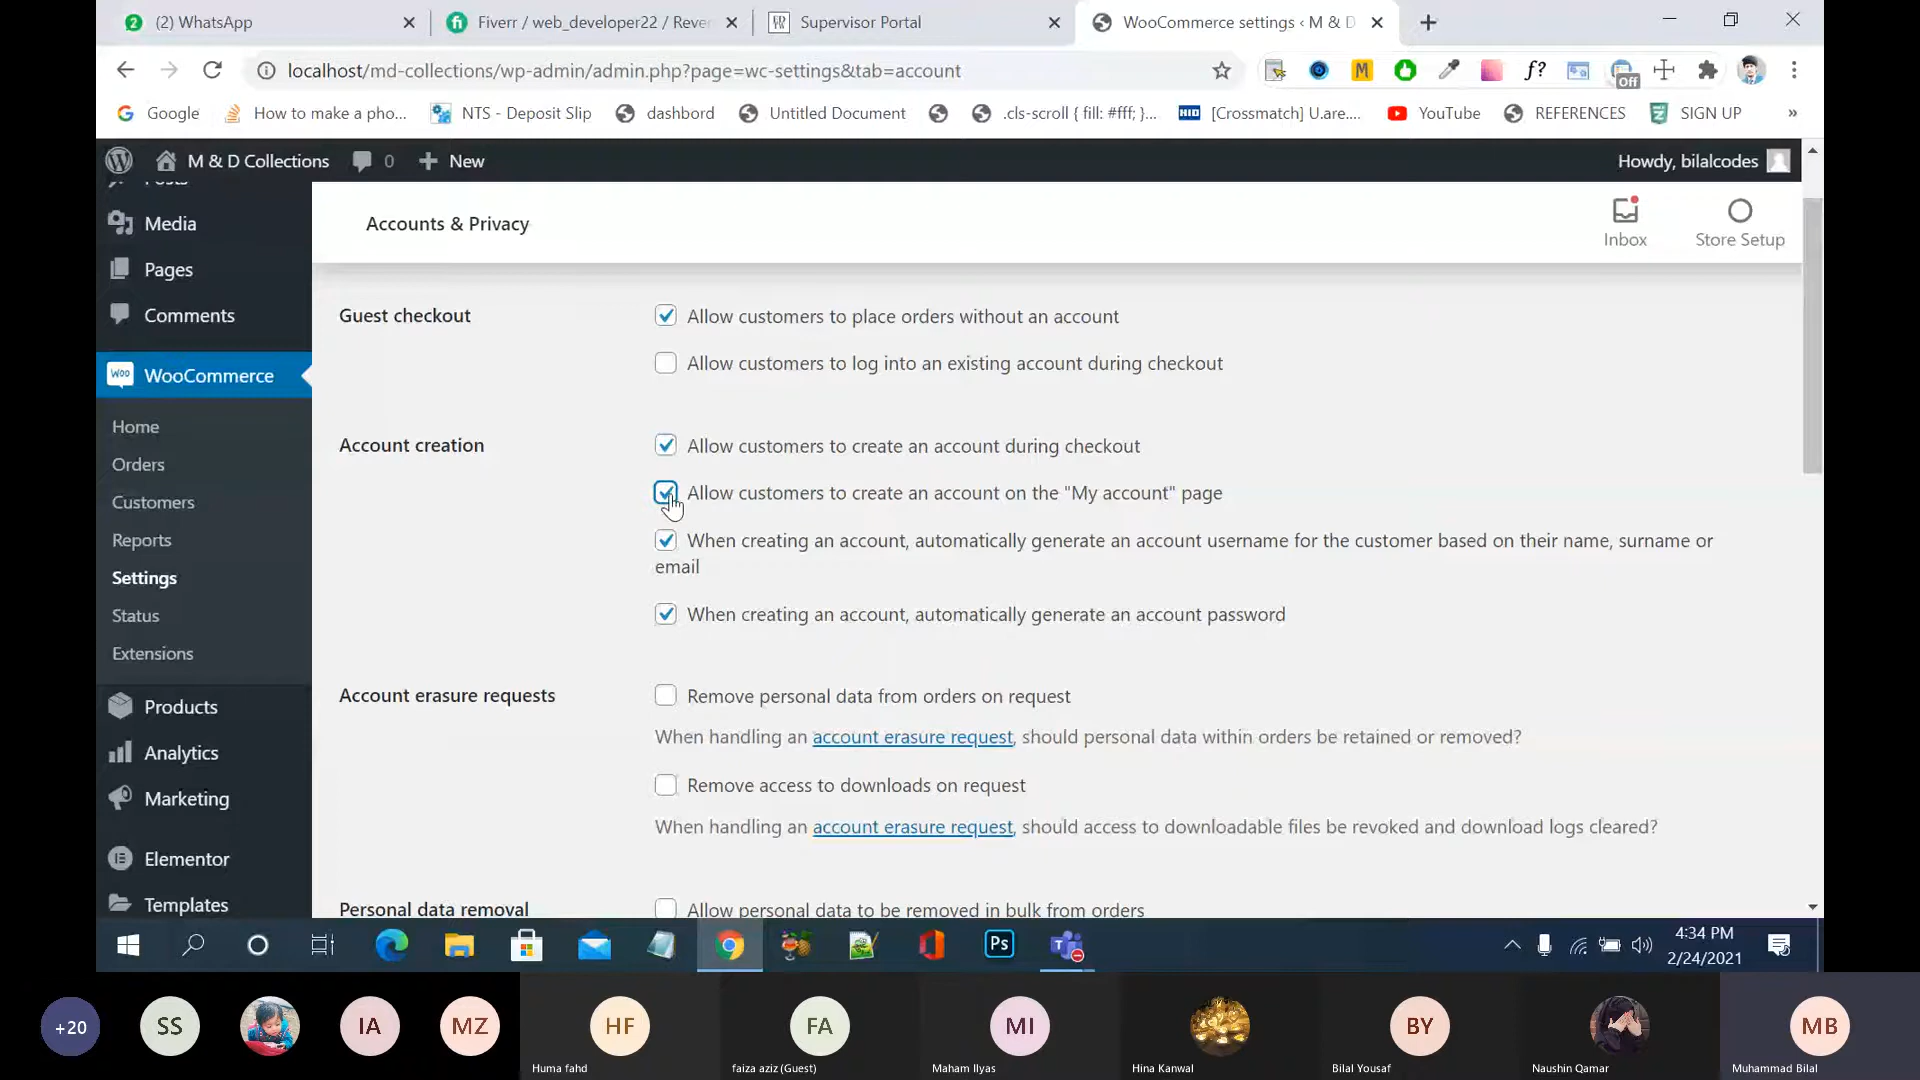 (2) WhatsApp
Fiverr / web_developer22 / Reve
Supervisor Portal
WooCommerce settings ‹ M & D
localhost/md-collections/wp-admin/admin.php?page=wc-settings&tab=account
f?
Off
Google
How to make a pho...
NTS - Deposit Slip
dashbord
Untitled Document
.cls-scroll { fill: #fff; }...
HID
[Crossmatch] U.are....
YouTube
REFERENCES
SIGN UP
»
M & D Collections
0
New
Howdy, bilalcodes
Posts
Media
Pages
Comments
WooCommerce
Home
Orders
Customers
Reports
Settings
Status
Extensions
Products
Analytics
Marketing
Elementor
Templates
Accounts & Privacy
Inbox
Store Setup
Guest checkout
Allow customers to place orders without an account
Allow customers to log into an existing account during checkout
Account creation
Allow customers to create an account during checkout
Allow customers to create an account on the "My account" page
When creating an account, automatically generate an account username for the customer based on their name, surname or
email
When creating an account, automatically generate an account password
Account erasure requests
Remove personal data from orders on request
When handling an account erasure request, should personal data within orders be retained or removed?
Remove access to downloads on request
When handling an account erasure request, should access to downloadable files be revoked and download logs cleared?
Personal data removal
Allow personal data to be removed in bulk from orders
Ps
4:34 PM
2/24/2021
+20
SS
IA
MZ
HF
Huma fahd
FA
faiza aziz (Guest)
MI
Maham Ilyas
Hina Kanwal
BY
Bilal Yousaf
Naushin Qamar
MB
Muhammad Bilal